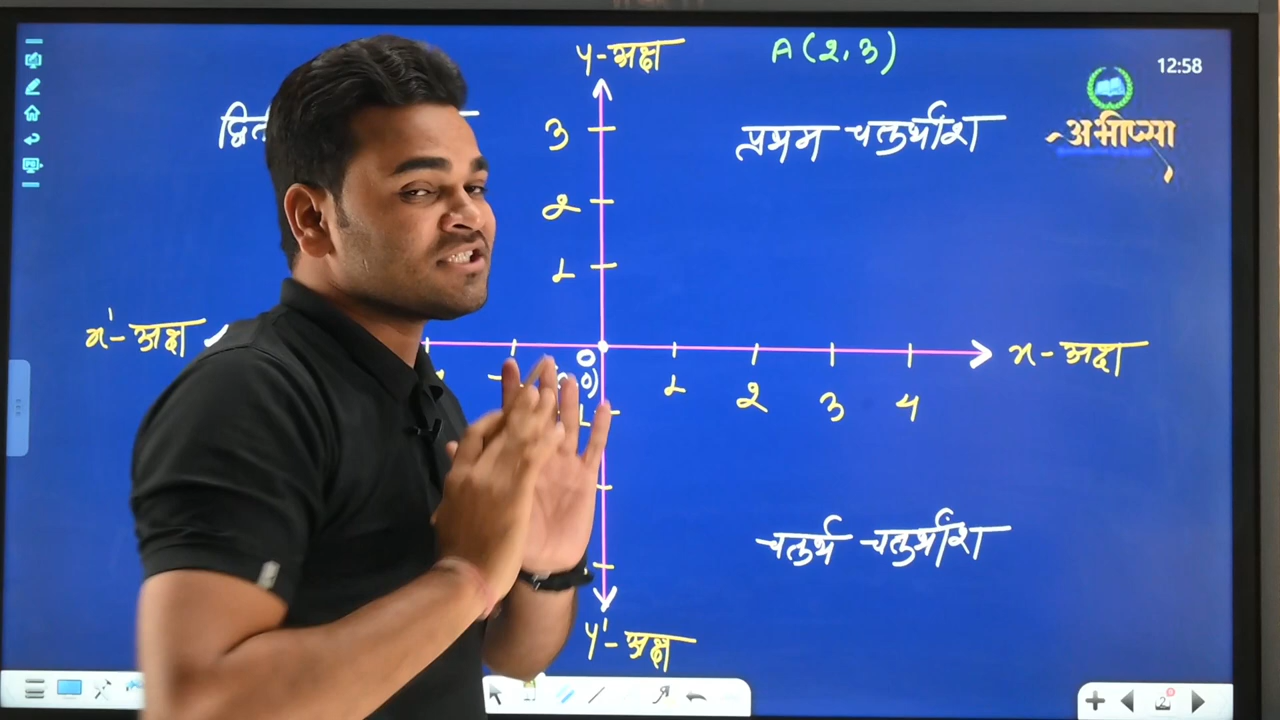 y-अक्ष
A(2,3)
12:58
प्रथम चतुर्थांश
अभीप्सा
3
2
1
x'-अक्ष
x-अक्ष
0
1 2 3 4
चतुर्थ चतुर्थांश
y'-अक्ष
2